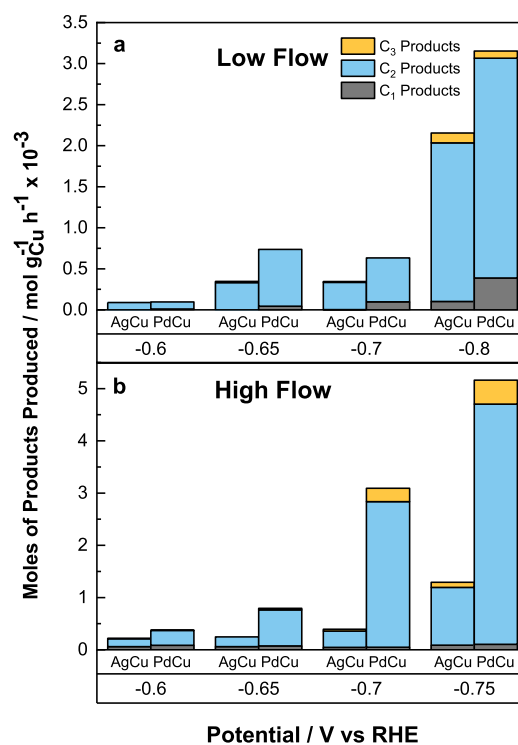 a
Low Flow
C₃ Products
C₂ Products
C₁ Products
3.5
3.0
2.5
2.0
1.5
1.0
0.5
0.0
AgCu PdCu AgCu PdCu AgCu PdCu AgCu PdCu
-0.6 -0.65 -0.7 -0.8
b
High Flow
5
4
3
2
1
0
AgCu PdCu AgCu PdCu AgCu PdCu AgCu PdCu
-0.6 -0.65 -0.7 -0.75
Moles of Products Produced / mol g⁻¹Cu h⁻¹ x 10⁻³
Potential / V vs RHE